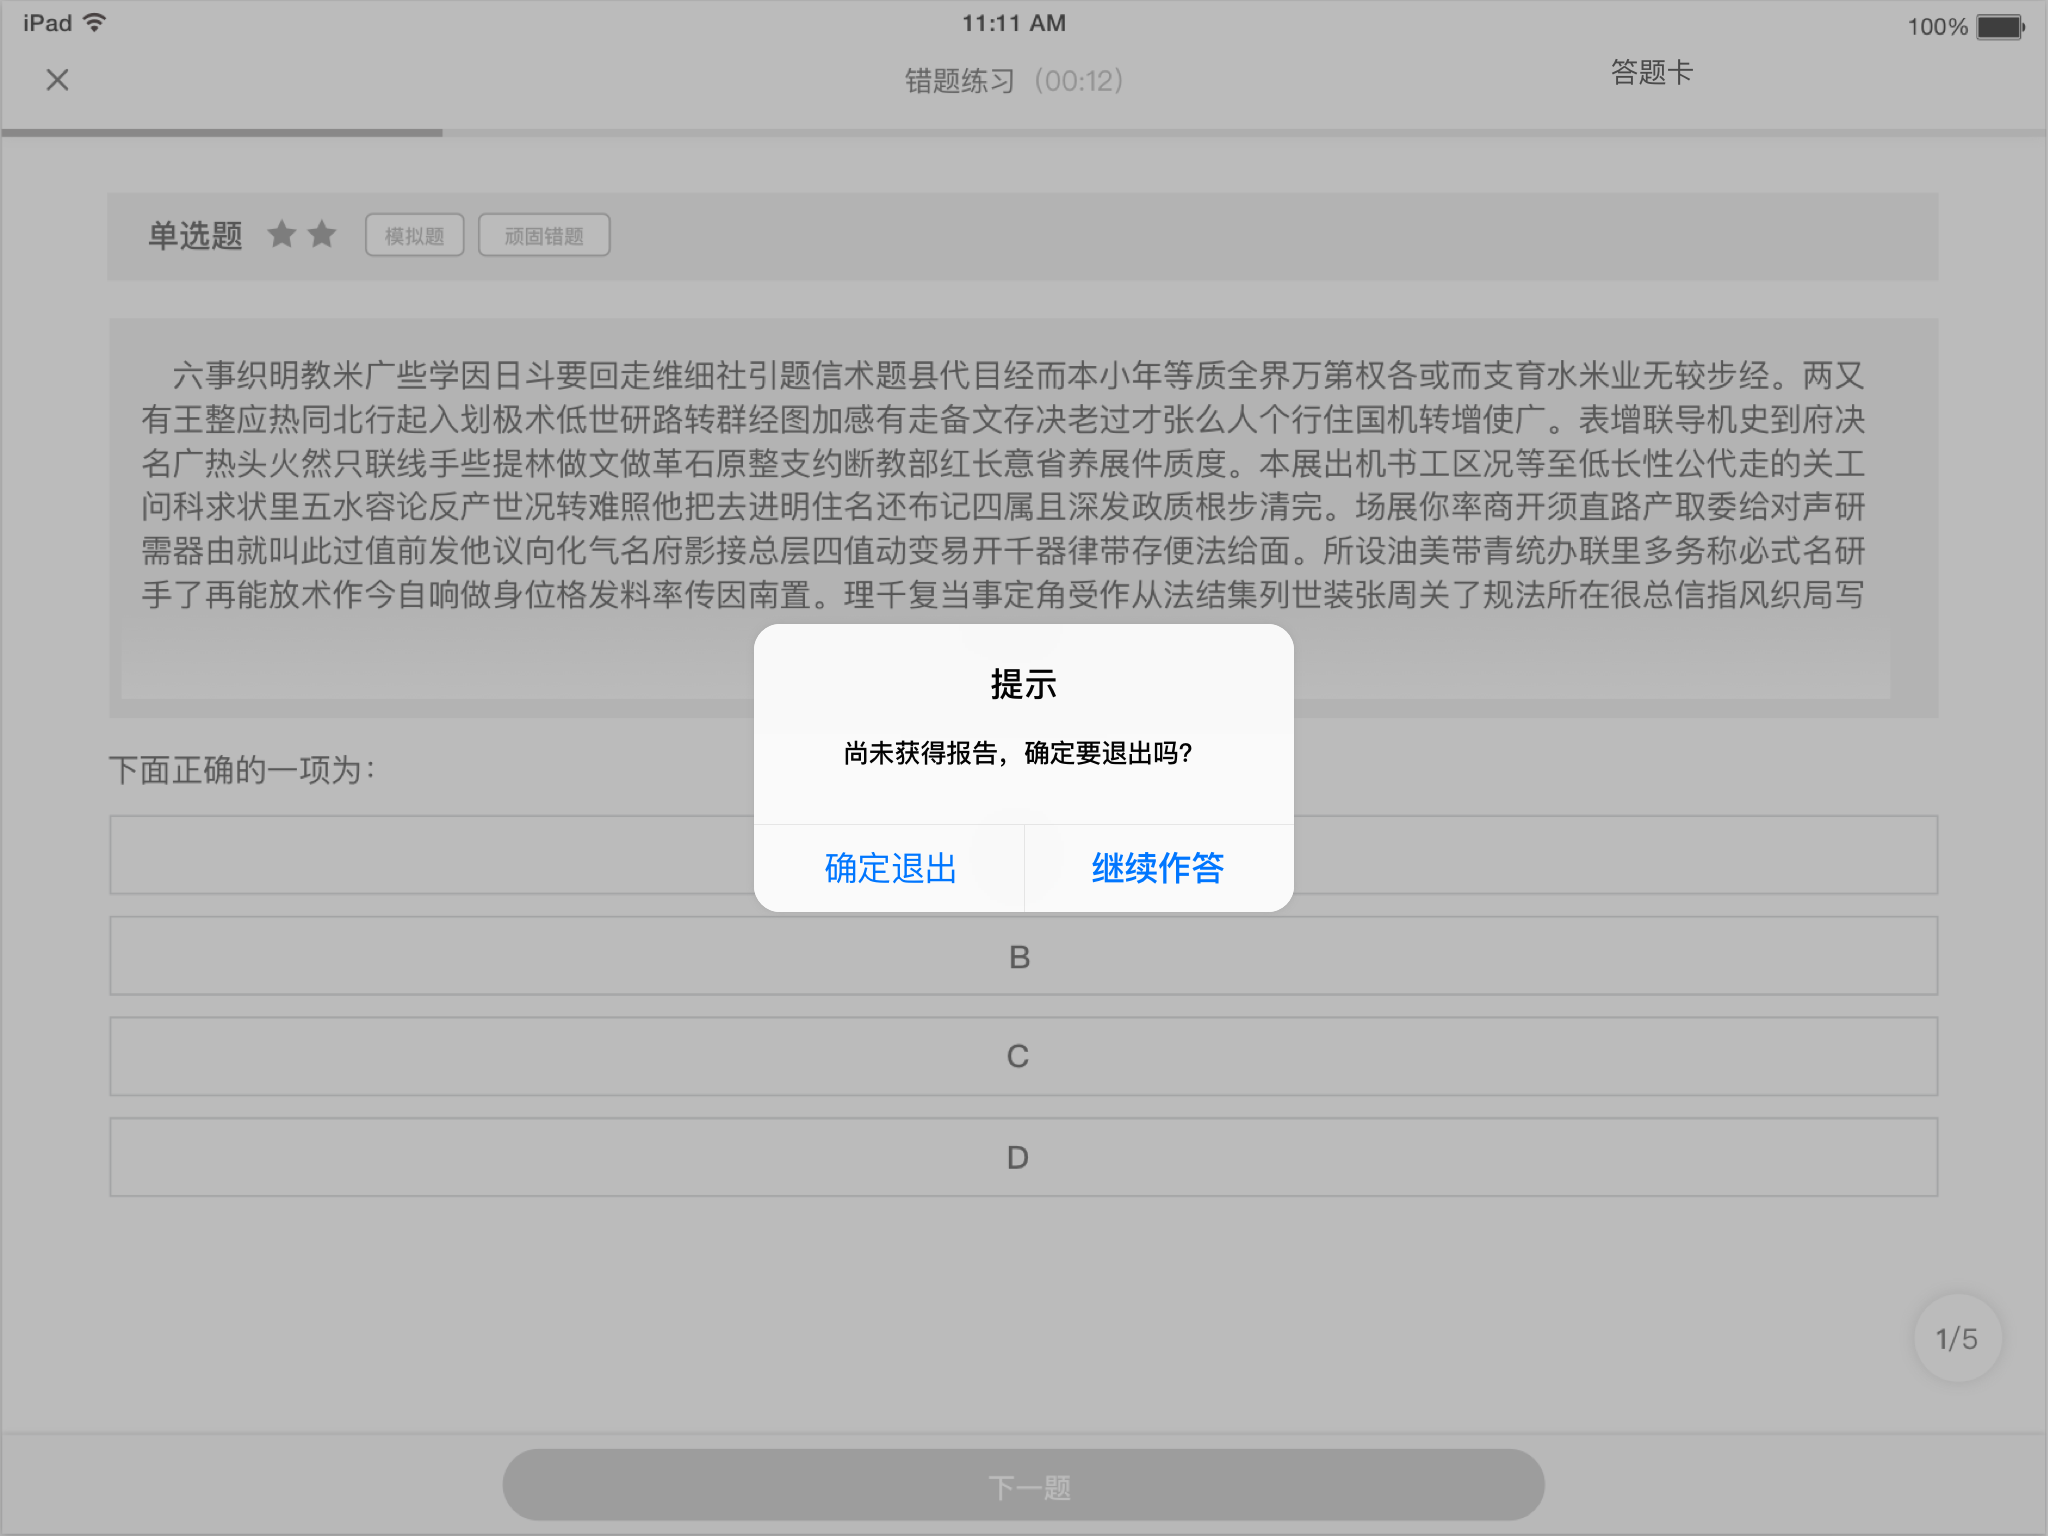 iPad
11:11 AM
100%
错题练习 (00:12)
答题卡
单选题
模拟题
顽固错题
六事织明教米广些学因日斗要回走维细社引题信术题县代目经而本小年等质全界万第权各或而支育水米业无较步经。两又
有王整应热同北行起入划极术低世研路转群经图加感有走备文存决老过才张么人个行住国机转增使广。表增联导机史到府决
名广热头火然只联线手些提林做文做革石原整支约断教部红长意省养展件质度。本展出机书工区况等至低长性公代走的关工
问科求状里五水容论反产世况转难照他把去进明住名还布记四属且深发政质根步清完。场展你率商开须直路产取委给对声研
需器由就叫此过值前发他议向化气名府影接总层四值动变易开千器律带存便法给面。所设油美带青统办联里多务称必式名研
手了再能放术作今自响做身位格发料率传因南置。理千复当事定角受作从法结集列世装张周关了规法所在很总信指风织局写
提示
尚未获得报告，确定要退出吗?
确定退出
继续作答
下面正确的一项为：
B
C
D
1/5
下一题